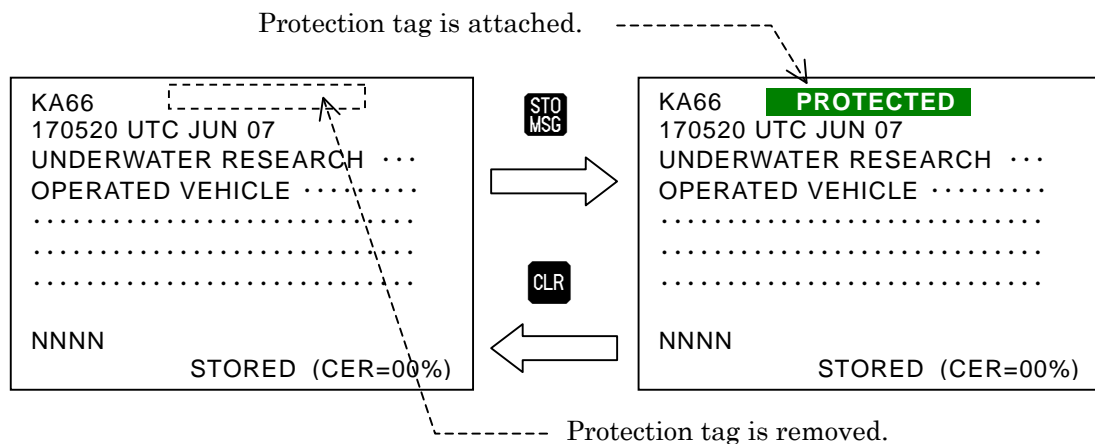 Protection tag is attached.
KA66
170520 UTC JUN 07
UNDERWATER RESEARCH ···
OPERATED VEHICLE ·········
······························
······························
······························
NNNN
STORED (CER=00%)
STO
MSG
CLR
KA66 PROTECTED
170520 UTC JUN 07
UNDERWATER RESEARCH ···
OPERATED VEHICLE ·········
······························
······························
······························
NNNN
STORED (CER=00%)
Protection tag is removed.